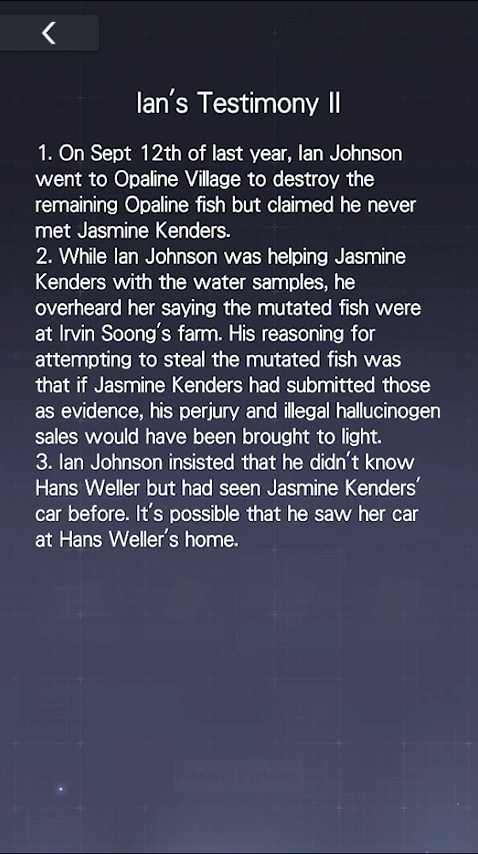 Ian's Testimony II
1. On Sept 12th of last year, Ian Johnson
went to Opaline Village to destroy the
remaining Opaline fish but claimed he never
met Jasmine Kenders.
2. While Ian Johnson was helping Jasmine
Kenders with the water samples, he
overheard her saying the mutated fish were
at Irvin Soong's farm. His reasoning for
attempting to steal the mutated fish was
that if Jasmine Kenders had submitted those
as evidence, his perjury and illegal hallucinogen
sales would have been brought to light.
3. Ian Johnson insisted that he didn't know
Hans Weller but had seen Jasmine Kenders'
car before. It's possible that he saw her car
at Hans Weller's home.